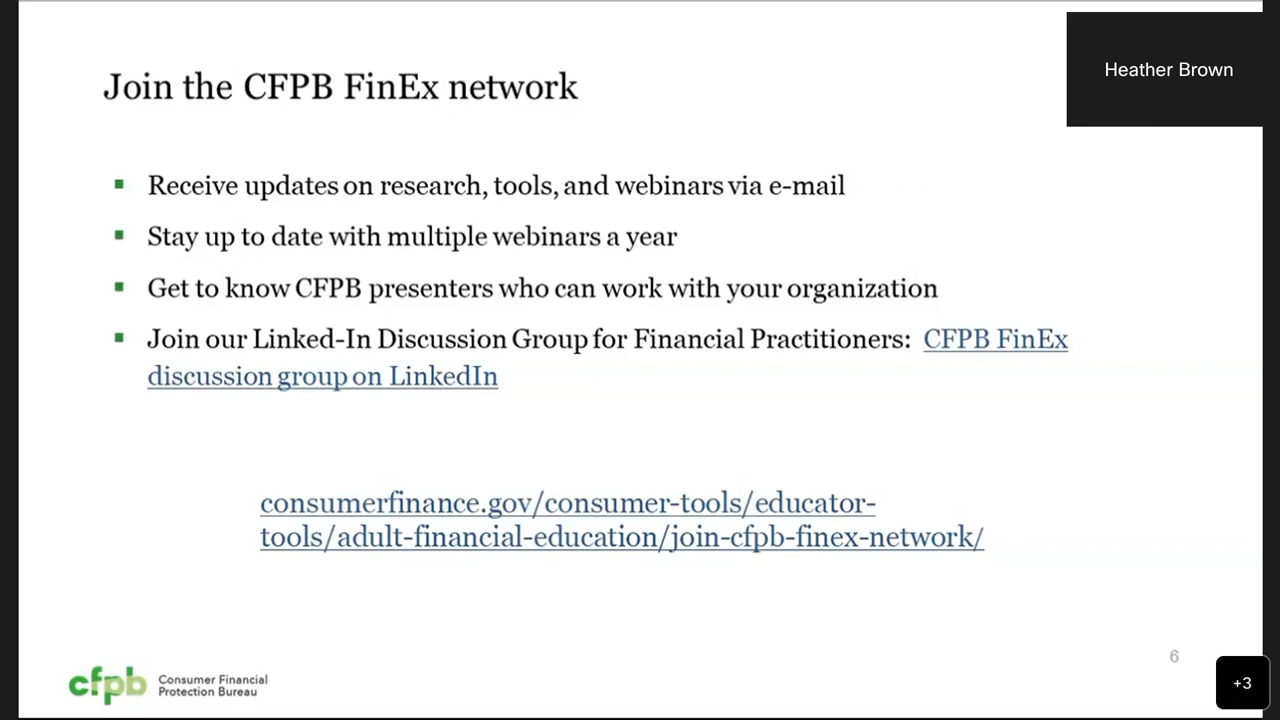 Join the CFPB FinEx network
Heather Brown
Receive updates on research, tools, and webinars via e-mail
Stay up to date with multiple webinars a year
Get to know CFPB presenters who can work with your organization
Join our Linked-In Discussion Group for Financial Practitioners: CFPB FinEx
discussion group on LinkedIn
consumerfinance.gov/consumer-tools/educator-
tools/adult-financial-education/join-cfpb-finex-network/
6
cfpb Consumer Financial
Protection Bureau
+3